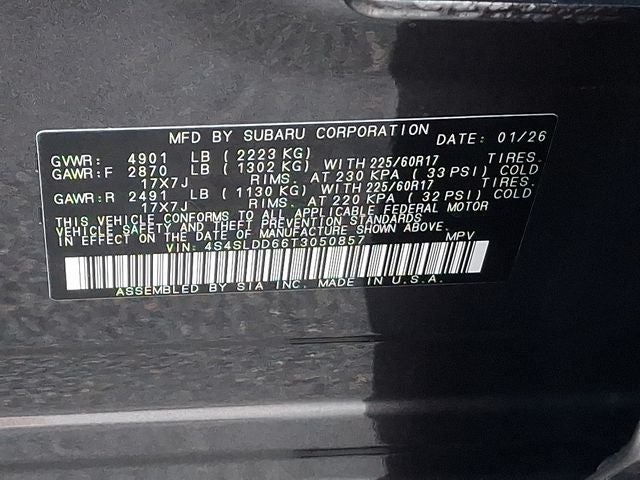 MFD BY SUBARU CORPORATION DATE: 01/26
GVWR: 4901 LB (2223 KG)
GAWR:F 2870 LB (1302 KG) WITH 225/60R17 TIRES.
17X7J RIMS. AT 230 KPA (33 PSI) COLD
GAWR:R 2491 LB (1130 KG) WITH 225/60R17 TIRES.
17X7J RIMS. AT 220 KPA (32 PSI) COLD
THIS VEHICLE CONFORMS TO ALL APPLICABLE FEDERAL MOTOR
VEHICLE SAFETY AND THEFT PREVENTION STANDARDS
IN EFFECT ON THE DATE OF MANUFACTURE SHOWN ABOVE.
VIN: 4S4SLDD66T3050857 MPV
ASSEMBLED BY SIA INC. MADE IN U.S.A.